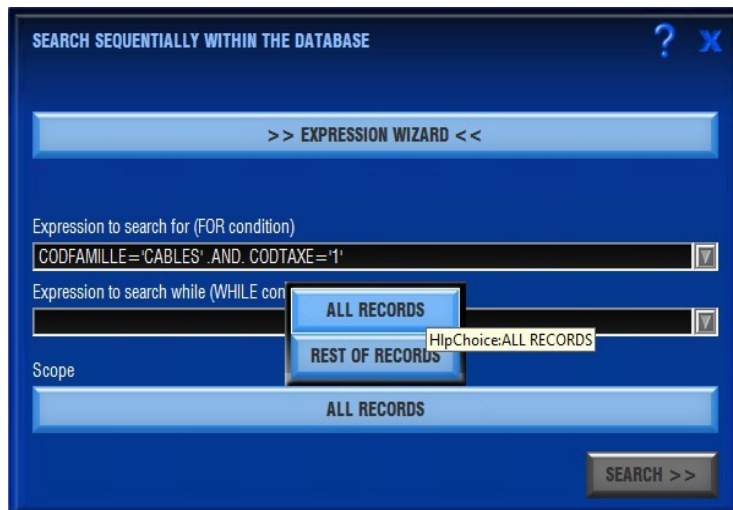 SEARCH SEQUENTIALLY WITHIN THE DATABASE
? X
>> EXPRESSION WIZARD <<
Expression to search for (FOR condition)
CODFAMILLE='CABLES' .AND. CODTAXE='1'
Expression to search while (WHILE con
ALL RECORDS
HlpChoice:ALL RECORDS
REST OF RECORDS
Scope
ALL RECORDS
SEARCH >>